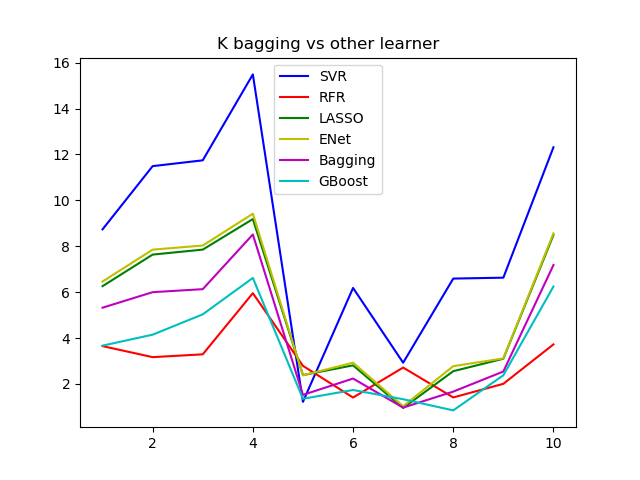 K bagging vs other learner
16
14
12
10
8
6
4
2
SVR
RFR
LASSO
ENet
Bagging
GBoost
2 4 6 8 10